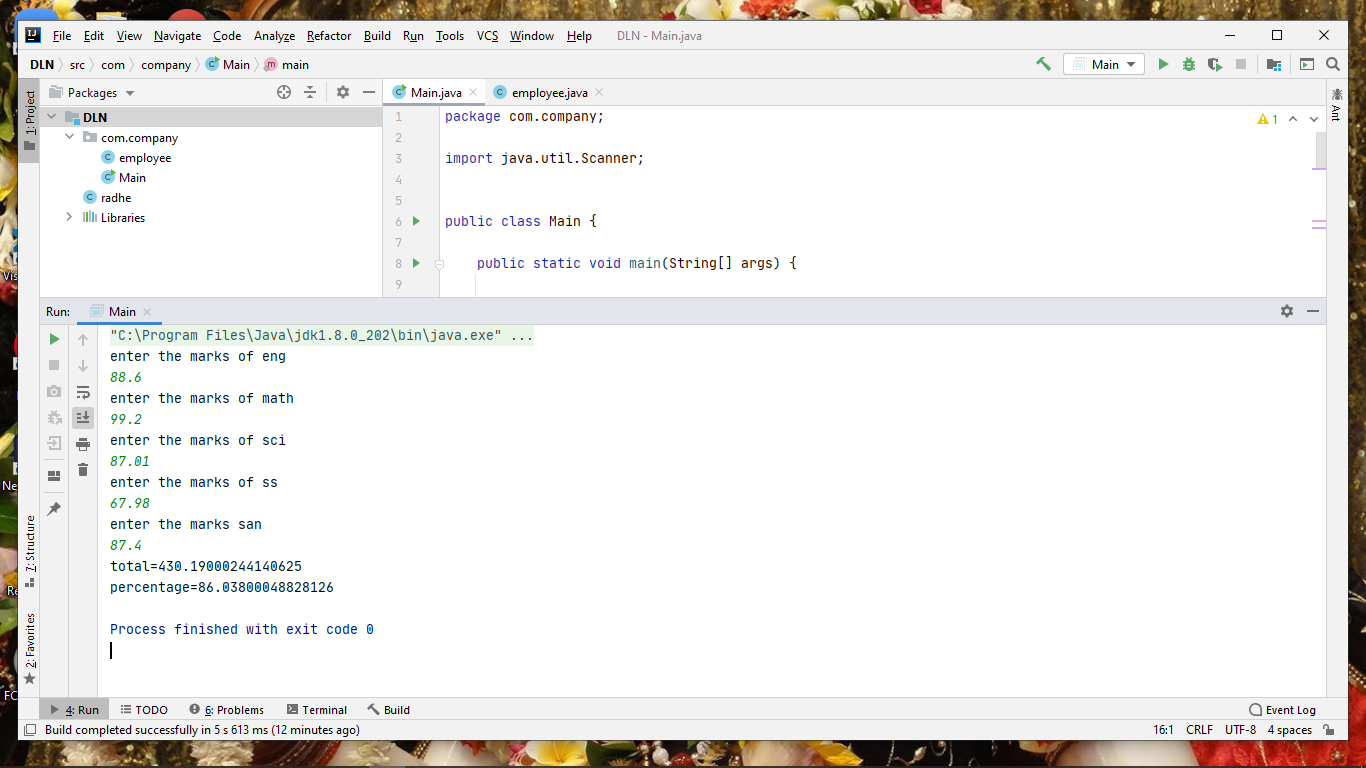 File Edit View Navigate Code Analyze Refactor Build Run Tools VCS Window Help DLN - Main.java
DLN src com company Main main Main
Packages
Main.java employee.java
1: Project
DLN
com.company
employee
Main
radhe
Libraries
1 package com.company;
2
3 import java.util.Scanner;
4
5
6 public class Main {
7
8 public static void main(String[] args) {
9
1
Ant
Run: Main
"C:\Program Files\Java\jdk1.8.0_202\bin\java.exe" ...
enter the marks of eng
88.6
enter the marks of math
99.2
enter the marks of sci
87.01
enter the marks of ss
67.98
enter the marks san
87.4
total=430.19000244140625
percentage=86.03800048828126
Process finished with exit code 0
7: Structure
2: Favorites
4: Run TODO 6: Problems Terminal Build Event Log
Build completed successfully in 5 s 613 ms (12 minutes ago) 16:1 CRLF UTF-8 4 spaces